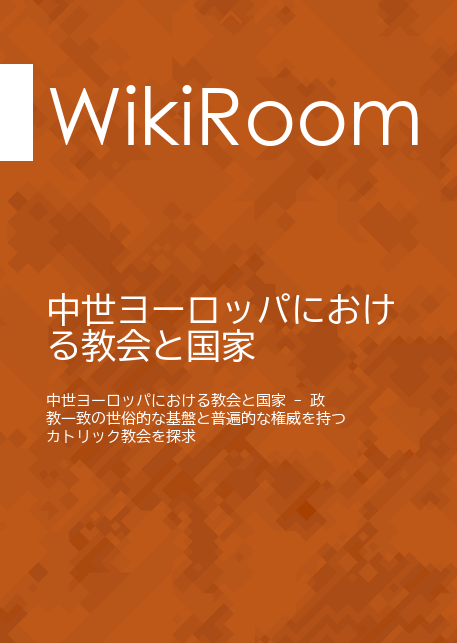 WikiRoom
中世ヨーロッパにおけ
る教会と国家
中世ヨーロッパにおける教会と国家 - 政
教一致の世俗的な基盤と普遍的な権威を持つ
カトリック教会を探求